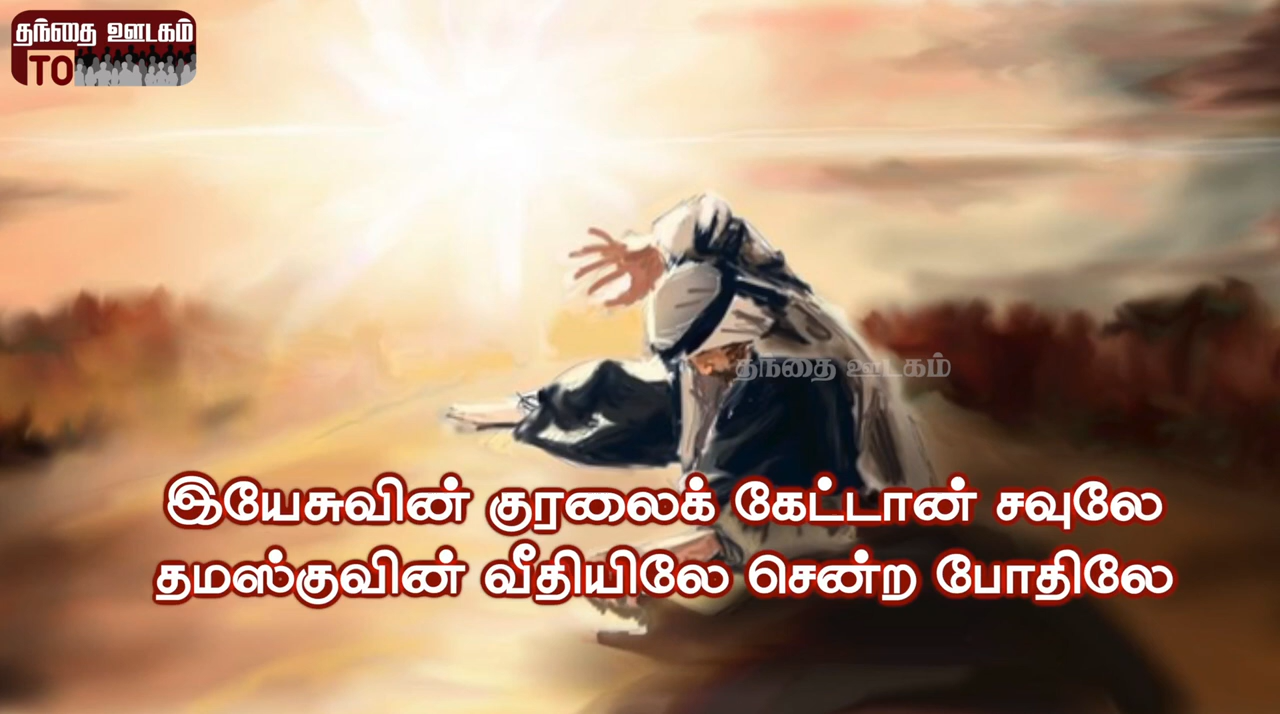 தந்தை ஊடகம்
TO
தந்தை ஊடகம்
இயேசுவின் குரலைக் கேட்டான் சவுலே
தமஸ்குவின் வீதியிலே சென்ற போதிலே